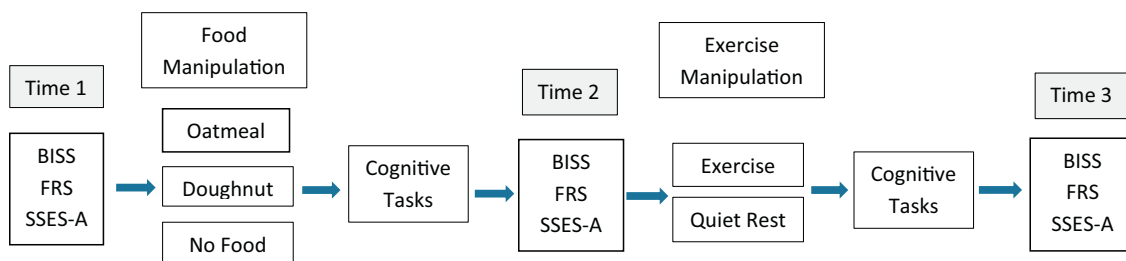 Time 1
BISS
FRS
SSES-A
Food
Manipulation
Oatmeal
Doughnut
No Food
Cognitive
Tasks
Time 2
BISS
FRS
SSES-A
Exercise
Manipulation
Exercise
Quiet Rest
Cognitive
Tasks
Time 3
BISS
FRS
SSES-A